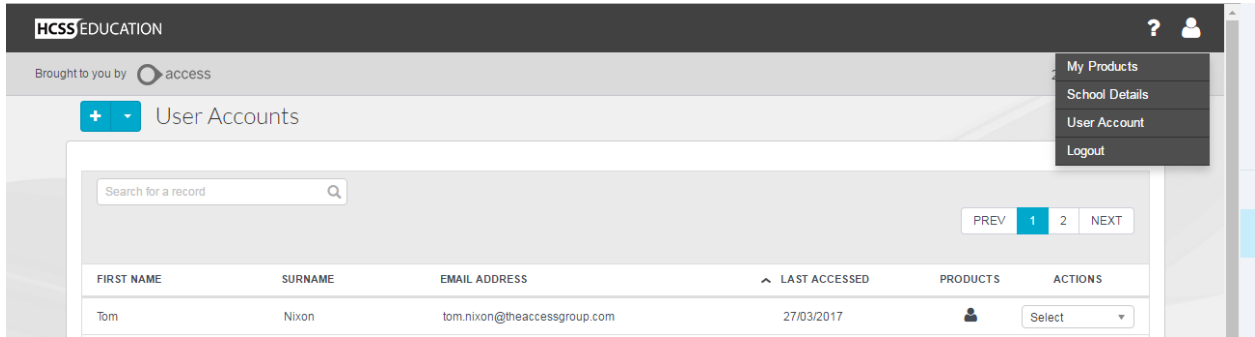 HCSS EDUCATION
?
Brought to you by access
My Products
School Details
User Account
Logout
+ User Accounts
Search for a record
PREV 1 2 NEXT
FIRST NAME SURNAME EMAIL ADDRESS LAST ACCESSED PRODUCTS ACTIONS
Tom Nixon tom.nixon@theaccessgroup.com 27/03/2017 Select